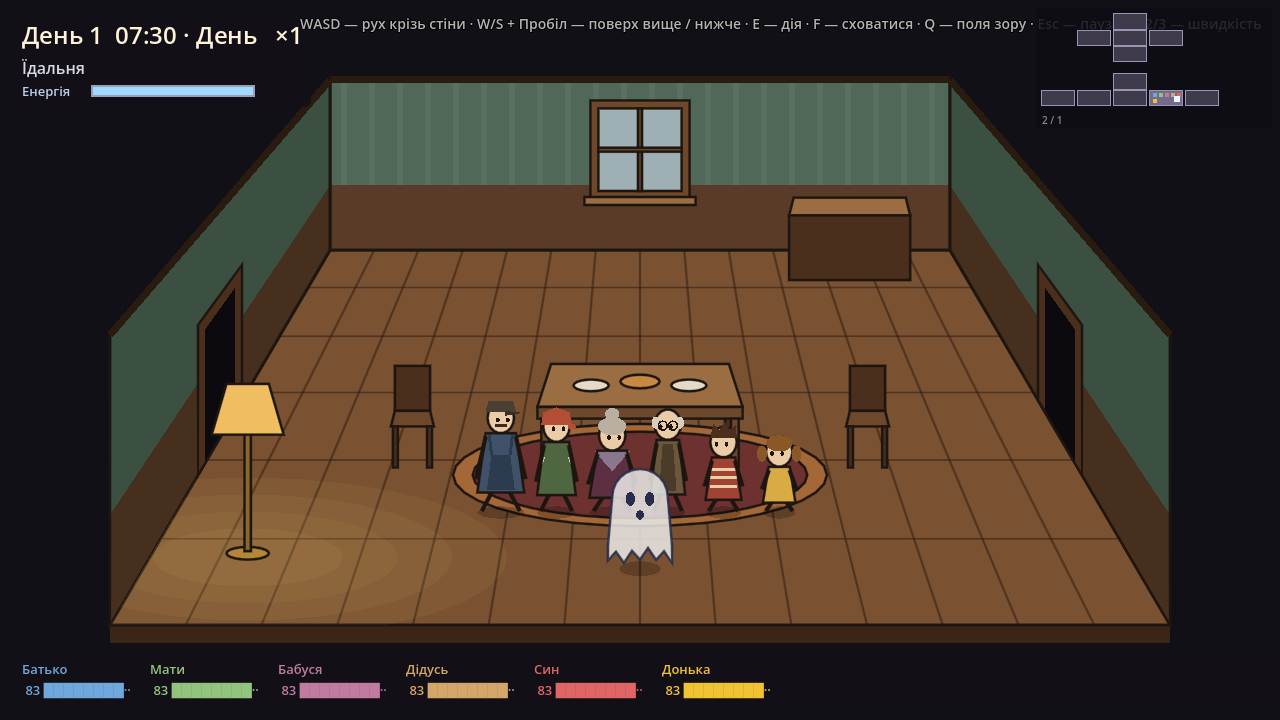 День 1 07:30 · День ×1
WASD — рух крізь стіни · W/S + Пробіл — поверх вище / нижче · E — дія · F — сховатися · Q — поля зору · Esc — пауза 2/3 — швидкість
Їдальня
Енергія
2 / 1
Батько
Мати
Бабуся
Дідусь
Син
Донька
83
83
83
83
83
83